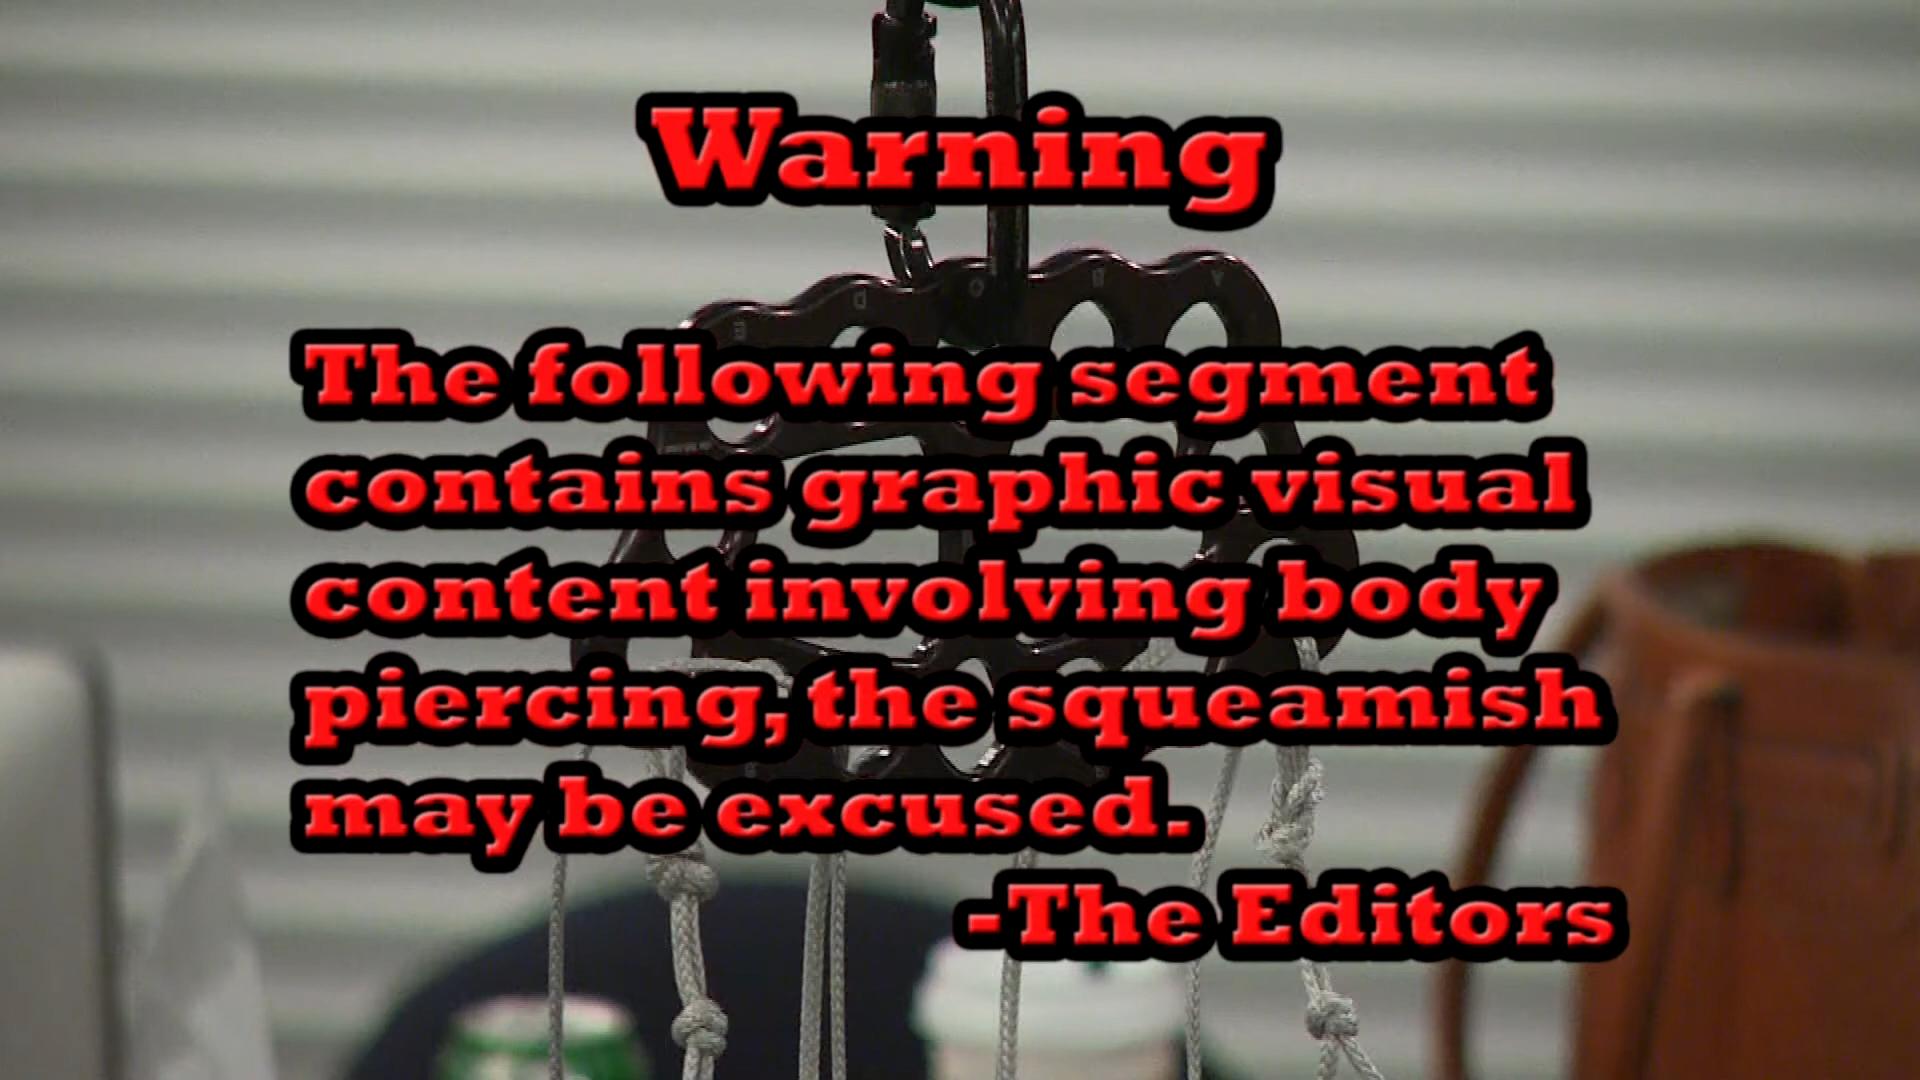 Warning
The following segment
contains graphic visual
content involving body
piercing, the squeamish
may be excused.
-The Editors